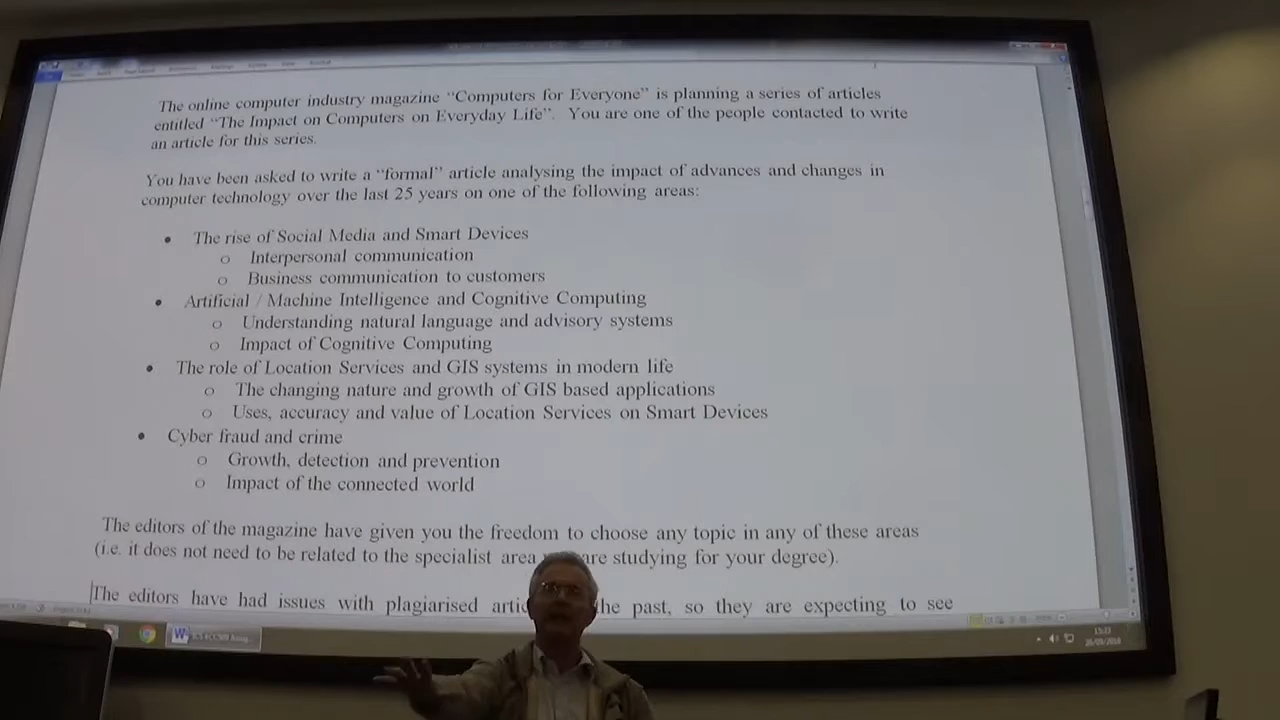 The online computer industry magazine "Computers for Everyone" is planning a series of articles
entitled "The Impact on Computers on Everyday Life". You are one of the people contacted to write
an article for this series.
You have been asked to write a "formal" article analysing the impact of advances and changes in
computer technology over the last 25 years on one of the following areas:
• The rise of Social Media and Smart Devices
o Interpersonal communication
o Business communication to customers
• Artificial / Machine Intelligence and Cognitive Computing
o Understanding natural language and advisory systems
o Impact of Cognitive Computing
• The role of Location Services and GIS systems in modern life
o The changing nature and growth of GIS based applications
o Uses, accuracy and value of Location Services on Smart Devices
• Cyber fraud and crime
o Growth, detection and prevention
o Impact of the connected world
The editors of the magazine have given you the freedom to choose any topic in any of these areas
(i.e. it does not need to be related to the specialist area are studying for your degree).
The editors have had issues with plagiarised the past, so they are expecting to see
15:33